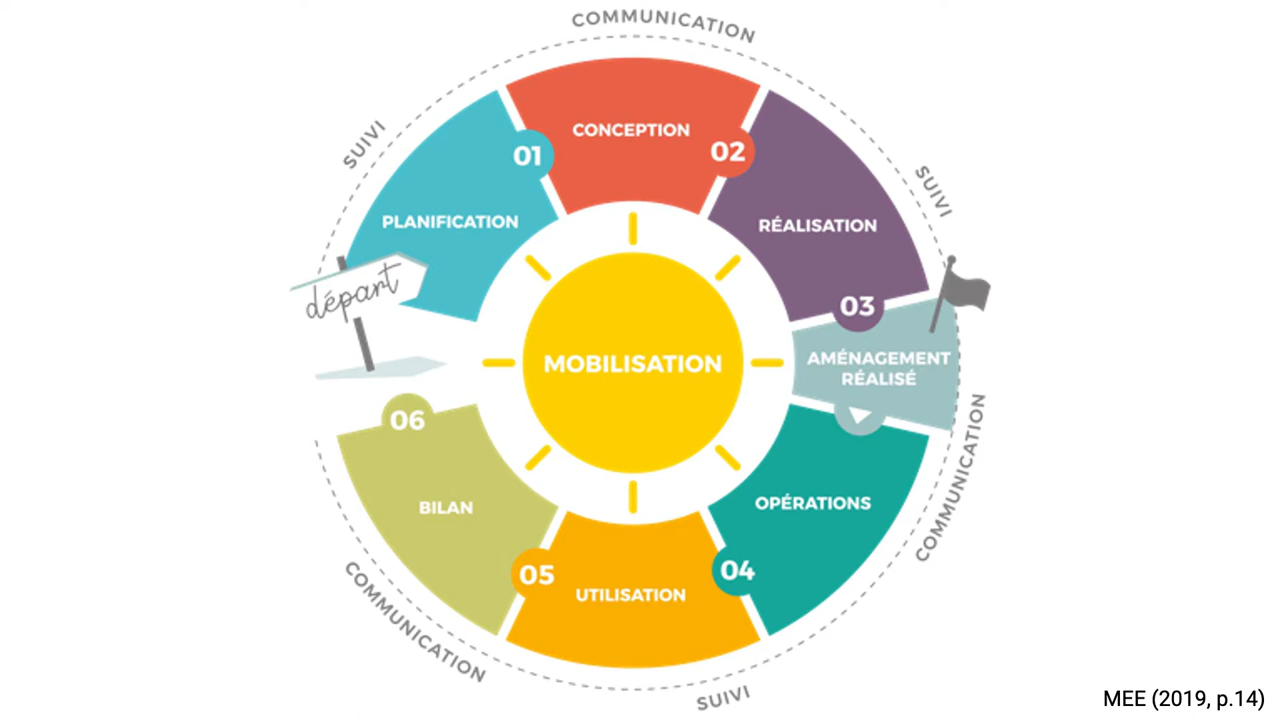 COMMUNICATION
SUIVI
CONCEPTION
01
02
PLANIFICATION
SUIVI
RÉALISATION
départ
03
MOBILISATION
AMÉNAGEMENT
RÉALISÉ
06
COMMUNICATION
OPÉRATIONS
BILAN
04
05
UTILISATION
COMMUNICATION
SUIVI
MEE (2019, p.14)